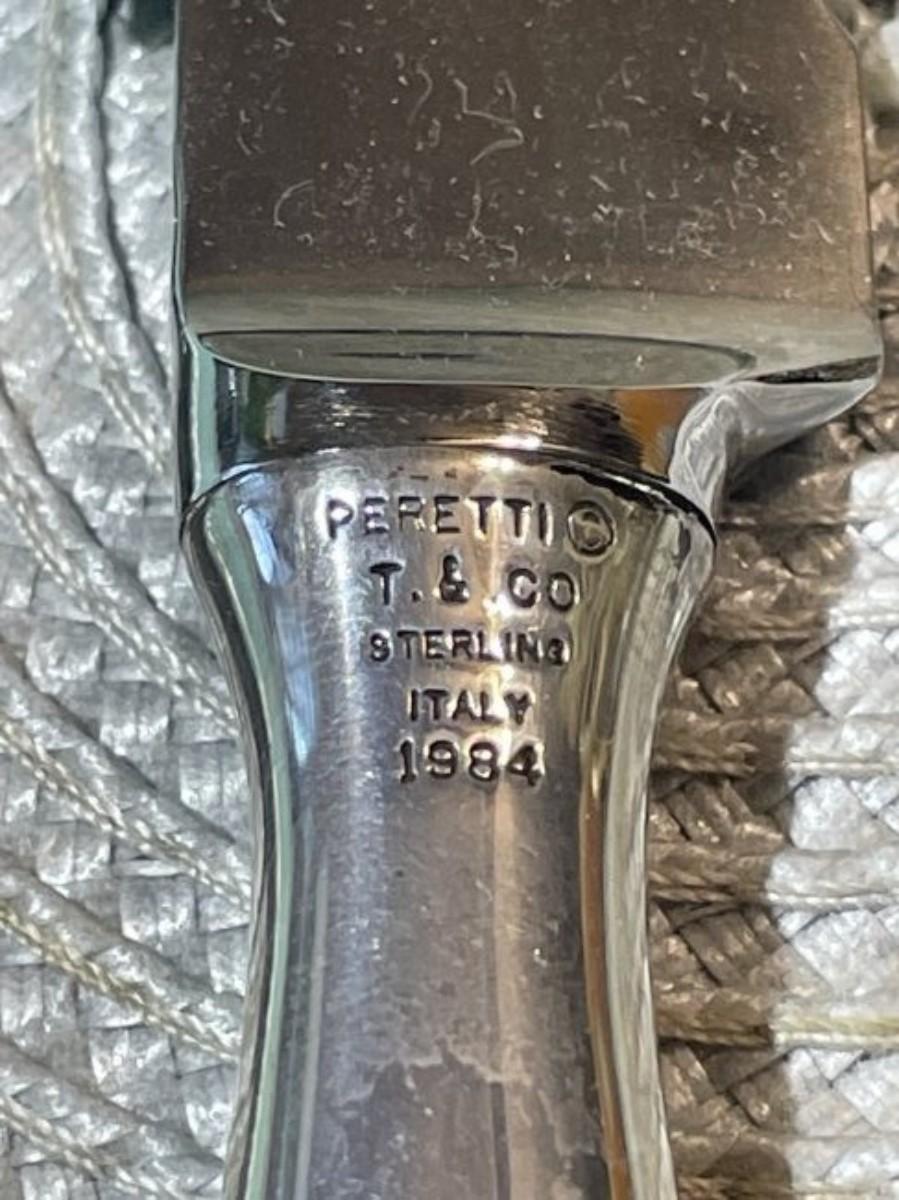 PERETTI ©
T. & CO
STERLING
ITALY
1984